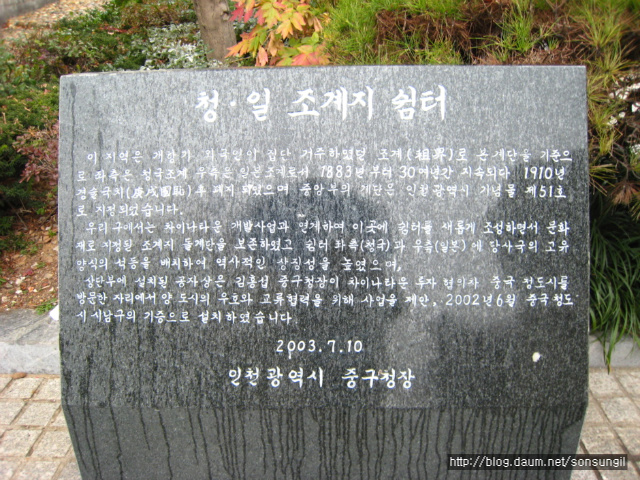 청·일 조계지 쉼터
이 지역은 개항기 외국인이 집단 거주하였던 조계(租界)로 본 계단을 기준으
로 좌측은 청국조계 우측은 일본조계로서 1883년부터 30여년간 지속되다 1910년
경술국치(庚戌國恥)후 폐지 되었으며 중앙부의 계단은 인천광역시 기념물 제51호
로 지정되었습니다.
우리 구에서는 차이나타운 개발사업과 연계하여 이곳에 쉼터를 새롭게 조성하면서 문화
재로 지정된 조계지 돌계단을 보존하였고 쉼터 좌측(청국)과 우측(일본)에 당사국의 고유
양식의 석등을 배치하여 역사적인 상징성을 높였으며,
상단부에 설치된 공자상은 김홍섭 중구청장이 차이나타운 투자 협의차 중국 청도시를
방문한 자리에서 양 도시의 우호와 교류협력을 위해 사업을 제안, 2002년 6월 중국 청도
시 시남구의 기증으로 설치하였습니다.
2003.7.10
인천광역시 중구청장
http://blog.daum.net/sonsungil